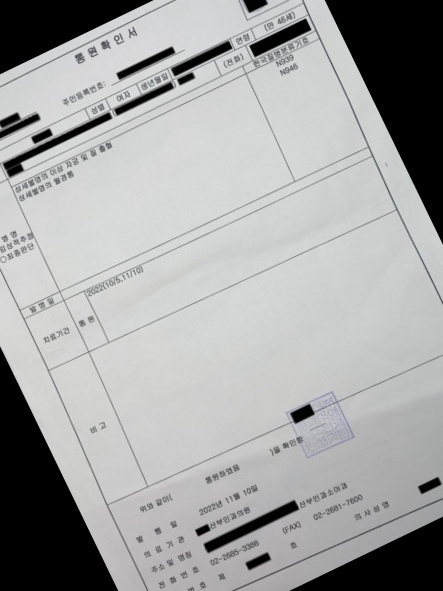 통원확인서
주민등록번호:
성별 여자 생년월일 연령 (만 46세)
(전화)
한국질병분류기호
병명
임상적추정
○최종판단
상세불명의 이상 자궁 및 질 출혈 N939
상세불명의 월경통 N946
발병일
치료기간 통원 2022(10/5,11/10)
비고
위와 같이( 통원하였음 )을 확인함
발행일 2022년 11월 10일
의료기관 산부인과의원
주소 및 명칭 산부인과소아과
전화번호 02-2685-3388 (FAX) 02-2681-7600
번호 제 호 의사성명